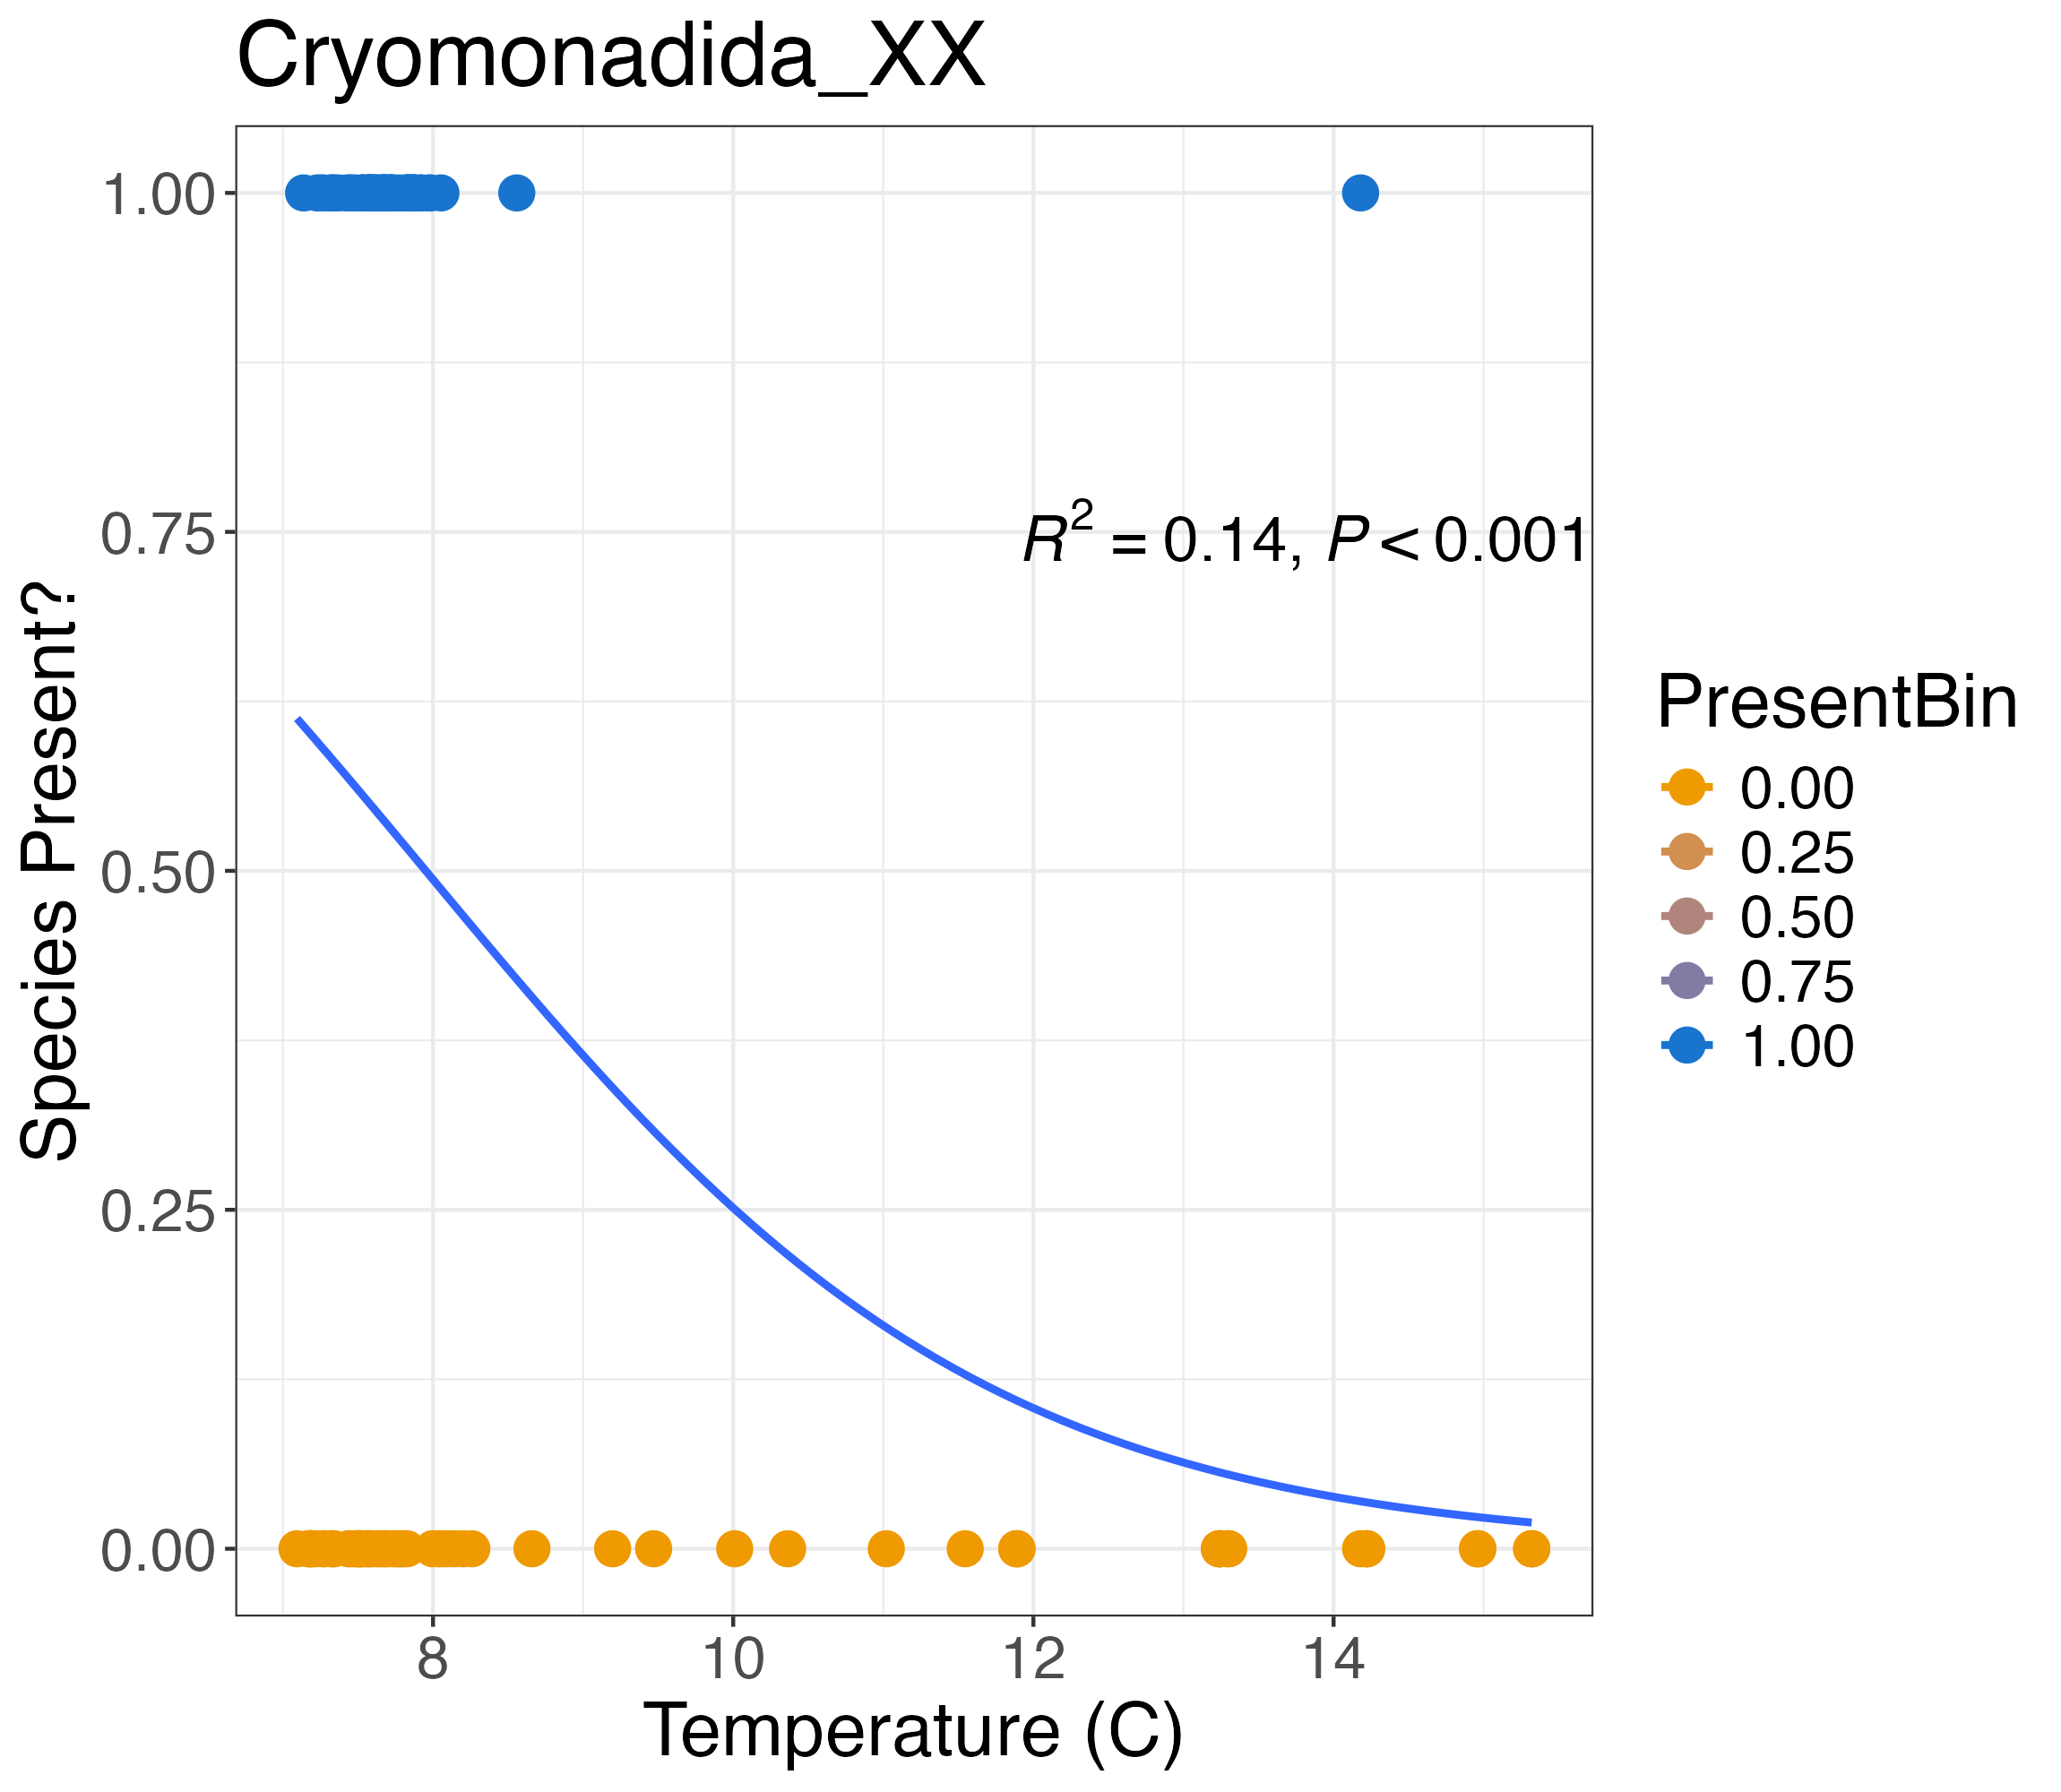 Cryomonadida_XX
1.00
0.75
0.50
0.25
0.00
Species Present?
R² = 0.14, P < 0.001
8 10 12 14
Temperature (C)
PresentBin
0.00
0.25
0.50
0.75
1.00